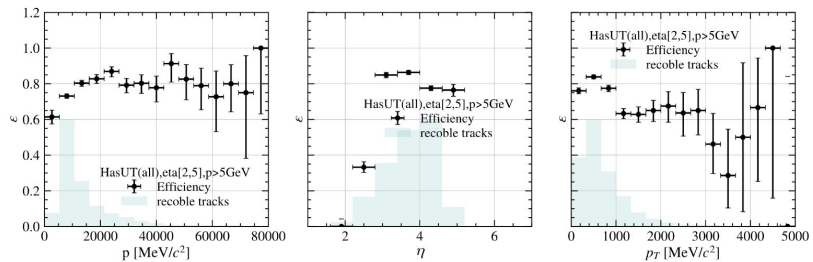 1.2
1.0
0.8
0.6
0.4
0.2
0.0
ε
HasUT(all),eta[2,5],p>5GeV
Efficiency
recoble tracks
0 20000 40000 60000 80000
p [MeV/c²]
ε
HasUT(all),eta[2,5],p>5GeV
Efficiency
recoble tracks
2 4 6
η
ε
HasUT(all),eta[2,5],p>5GeV
Efficiency
recoble tracks
0 1000 2000 3000 4000 5000
p_T [MeV/c²]